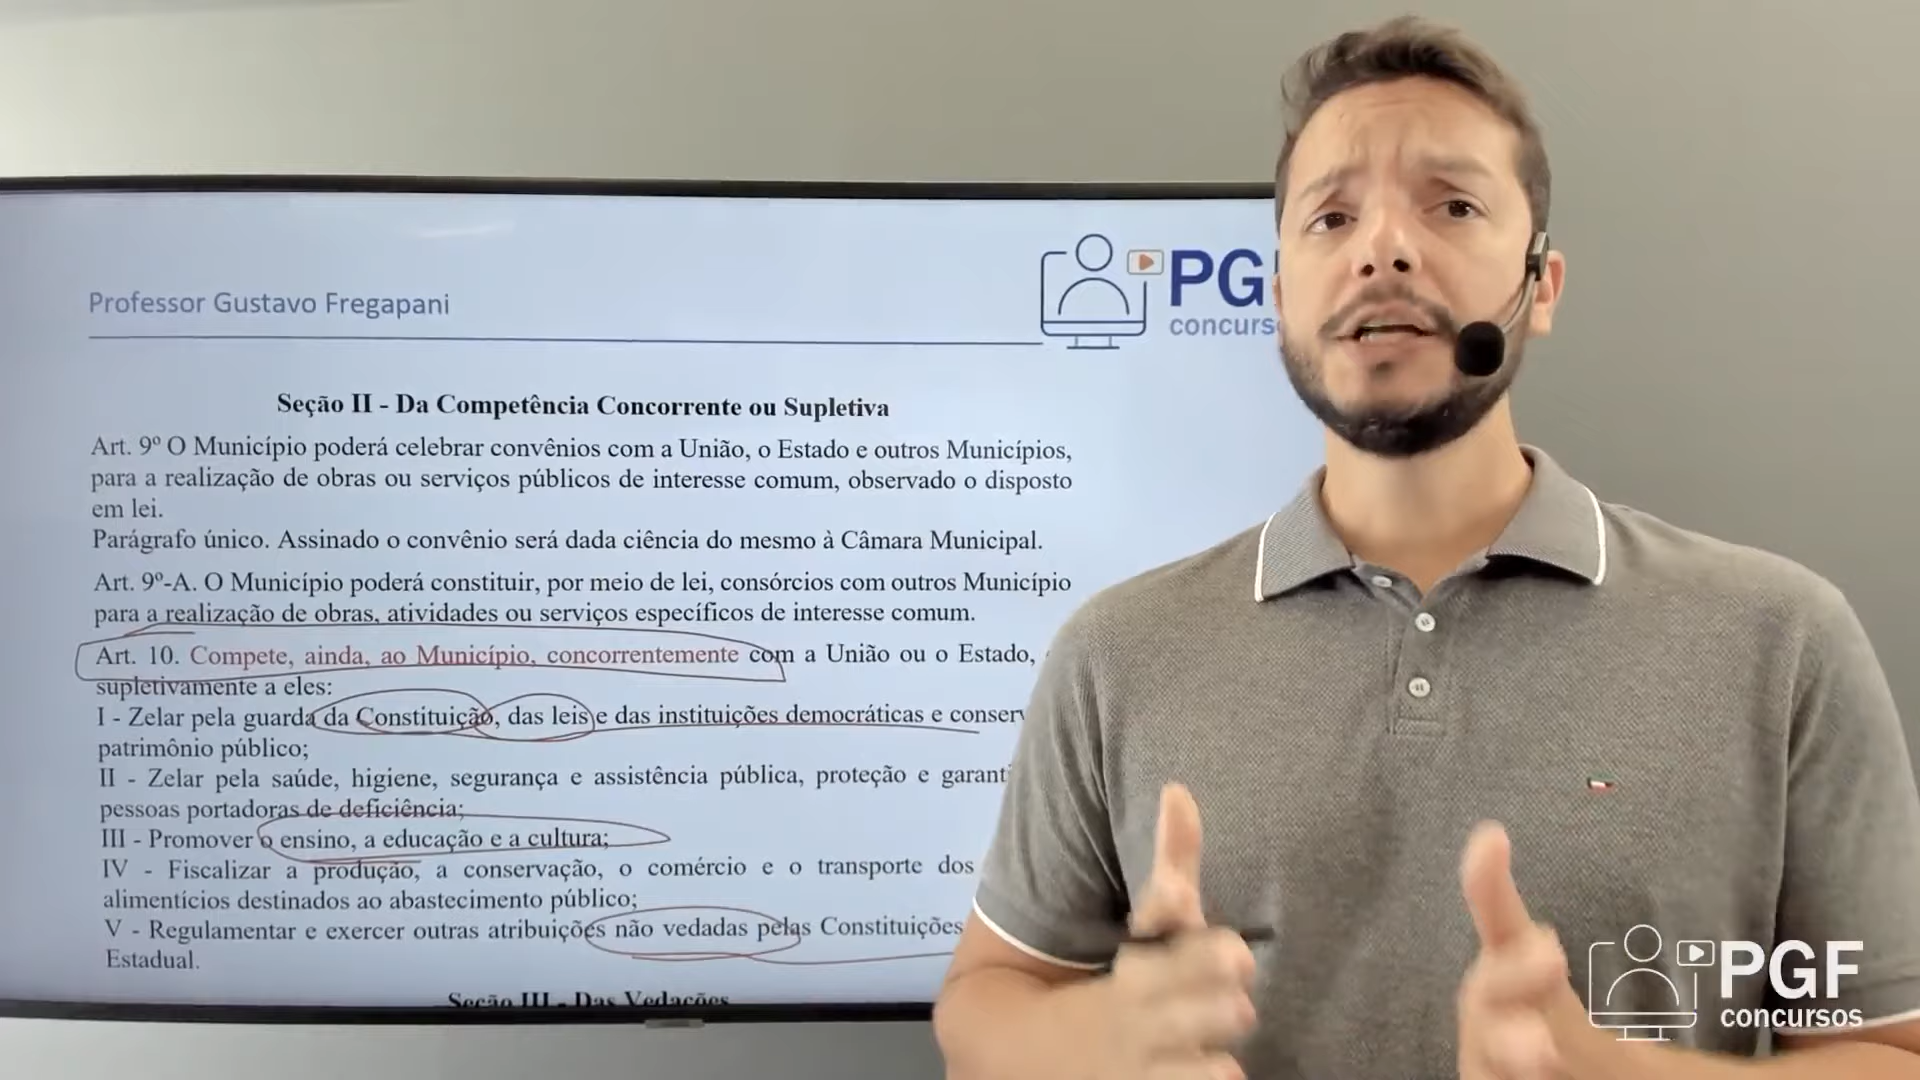 Professor Gustavo Fregapani
PG
concurs
Seção II - Da Competência Concorrente ou Supletiva
Art. 9º O Município poderá celebrar convênios com a União, o Estado e outros Municípios,
para a realização de obras ou serviços públicos de interesse comum, observado o disposto
em lei.
Parágrafo único. Assinado o convênio será dada ciência do mesmo à Câmara Municipal.
Art. 9º-A. O Município poderá constituir, por meio de lei, consórcios com outros Município
para a realização de obras, atividades ou serviços específicos de interesse comum.
Art. 10. Compete, ainda, ao Município, concorrentemente com a União ou o Estado,
supletivamente a eles:
I - Zelar pela guarda da Constituição, das leis e das instituições democráticas e conserv
patrimônio público;
II - Zelar pela saúde, higiene, segurança e assistência pública, proteção e garanti
pessoas portadoras de deficiência;
III - Promover o ensino, a educação e a cultura;
IV - Fiscalizar a produção, a conservação, o comércio e o transporte dos
alimentícios destinados ao abastecimento público;
V - Regulamentar e exercer outras atribuições não vedadas pelas Constituições
Estadual.
Seção III - Das Vedações
PGF
concursos